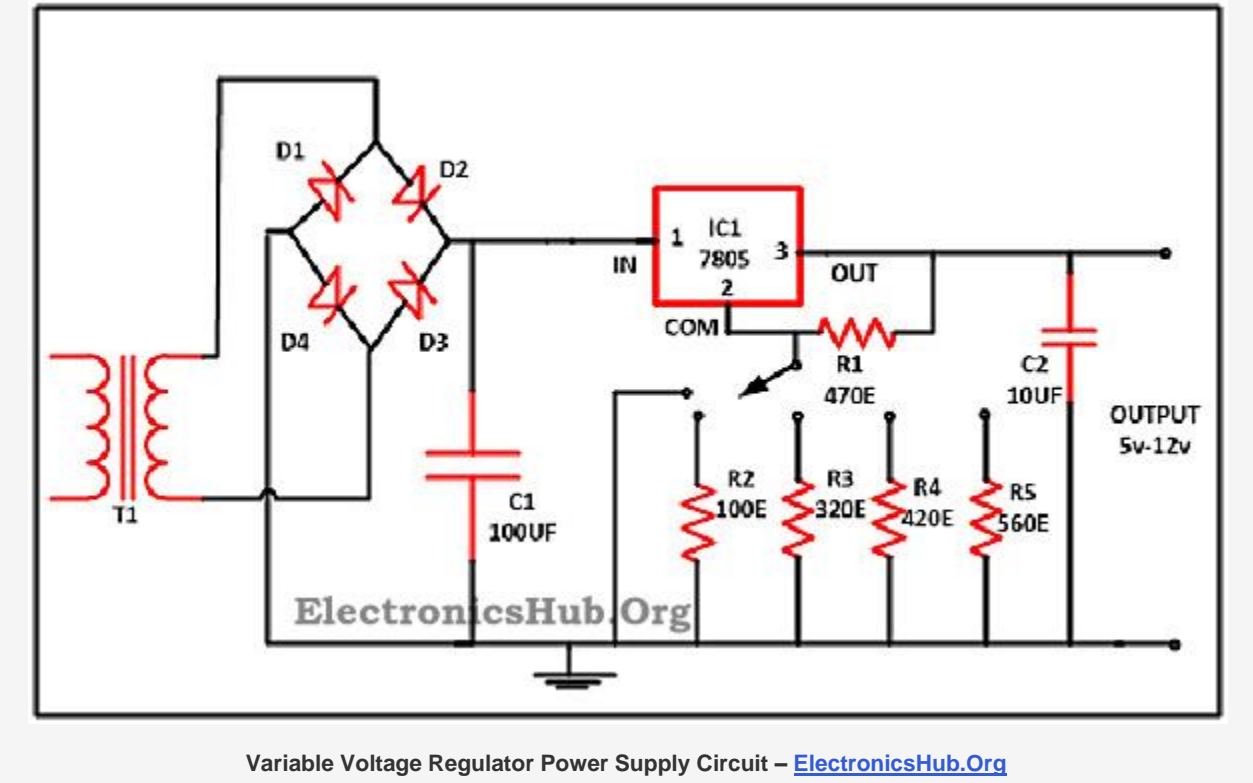 D1
D2
IC1
7805
1
3
2
IN
OUT
COM
D4
D3
R1
470E
C2
10UF
OUTPUT
5v-12v
T1
C1
100UF
R2
100E
R3
320E
R4
420E
R5
560E
ElectronicsHub.Org
Variable Voltage Regulator Power Supply Circuit – ElectronicsHub.Org